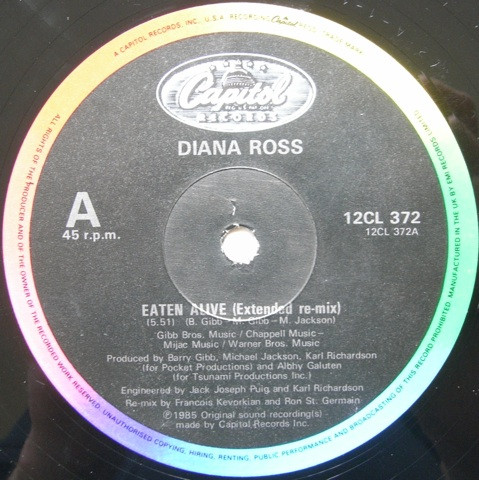 A CAPITOL RECORDS, INC. U.S.A. RECORDING Capitol REGD. TRADE MARK
ALL RIGHTS OF THE PRODUCER AND OF THE OWNER OF THE RECORDED WORK RESERVED. UNAUTHORISED COPYING, HIRING, RENTING, PUBLIC PERFORMANCE AND BROADCASTING OF THIS RECORD PROHIBITED. MANUFACTURED IN THE UK BY EMI RECORDS LIMITED.
Capitol
RECORDS
DIANA ROSS
A
45 r.p.m.
12CL 372
12CL 372A
EATEN ALIVE (Extended re-mix)
(5.51) (B. Gibb - M. Gibb - M. Jackson)
Gibb Bros. Music / Chappell Music -
Mijac Music / Warner Bros. Music
Produced by Barry Gibb, Michael Jackson, Karl Richardson
(for Pocket Productions) and Albhy Galuten
(for Tsunami Productions Inc.)
Engineered by Jack Joseph Puig and Karl Richardson
Re-mix by Francois Kevorkian and Ron St. Germain
℗1985 Original sound recording(s)
made by Capitol Records Inc.